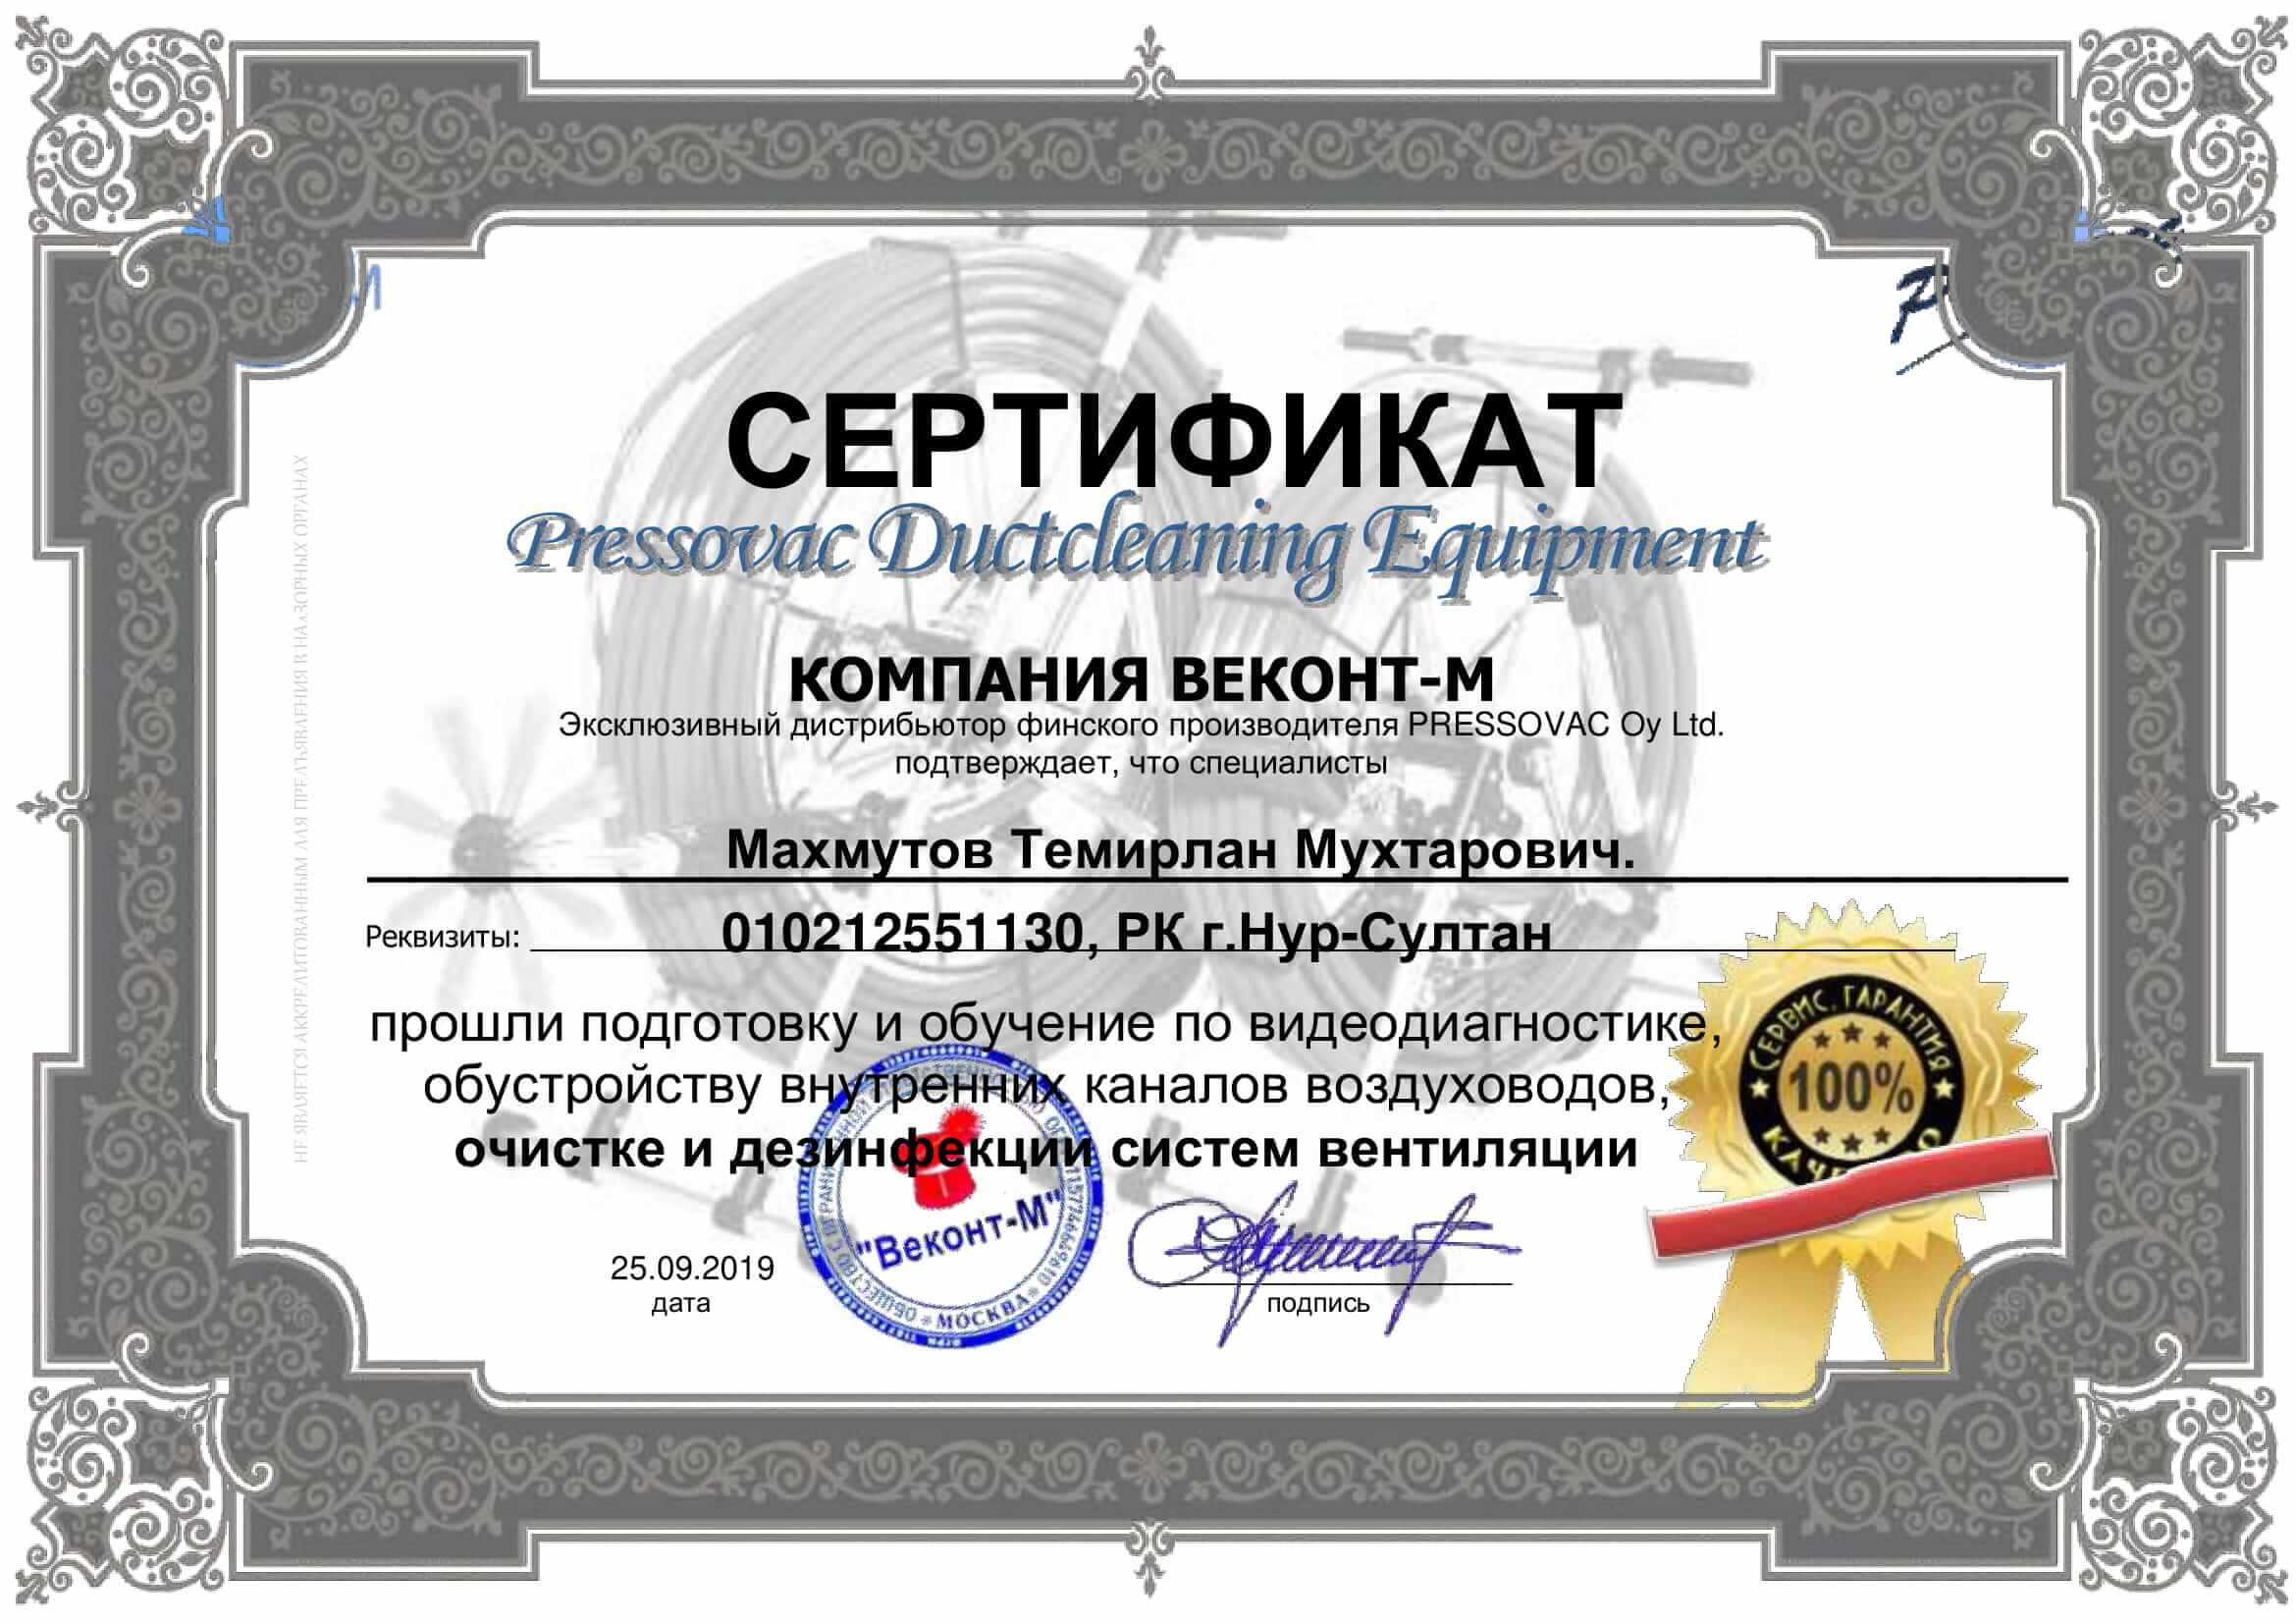 СЕРТИФИКАТ
Pressovac Ductcleaning Equipment
КОМПАНИЯ ВЕКОНТ-М
Эксклюзивный дистрибьютор финского производителя PRESSOVAC Oy Ltd.
подтверждает, что специалисты
Махмутов Темирлан Мухтарович.
Реквизиты: 010212551130, РК г.Нур-Султан
прошли подготовку и обучение по видеодиагностике,
обустройству внутренних каналов воздуховодов,
очистке и дезинфекции систем вентиляции
25.09.2019
дата
подпись
"Веконт-М"
МОСКВА
СЕРВИС, ГАРАНТИЯ
100%
НЕ ЯВЛЯЕТСЯ АККРЕДИТОВАННЫМ ДЛЯ ПРЕДЪЯВЛЕНИЯ В НАДЗОРНЫХ ОРГАНАХ